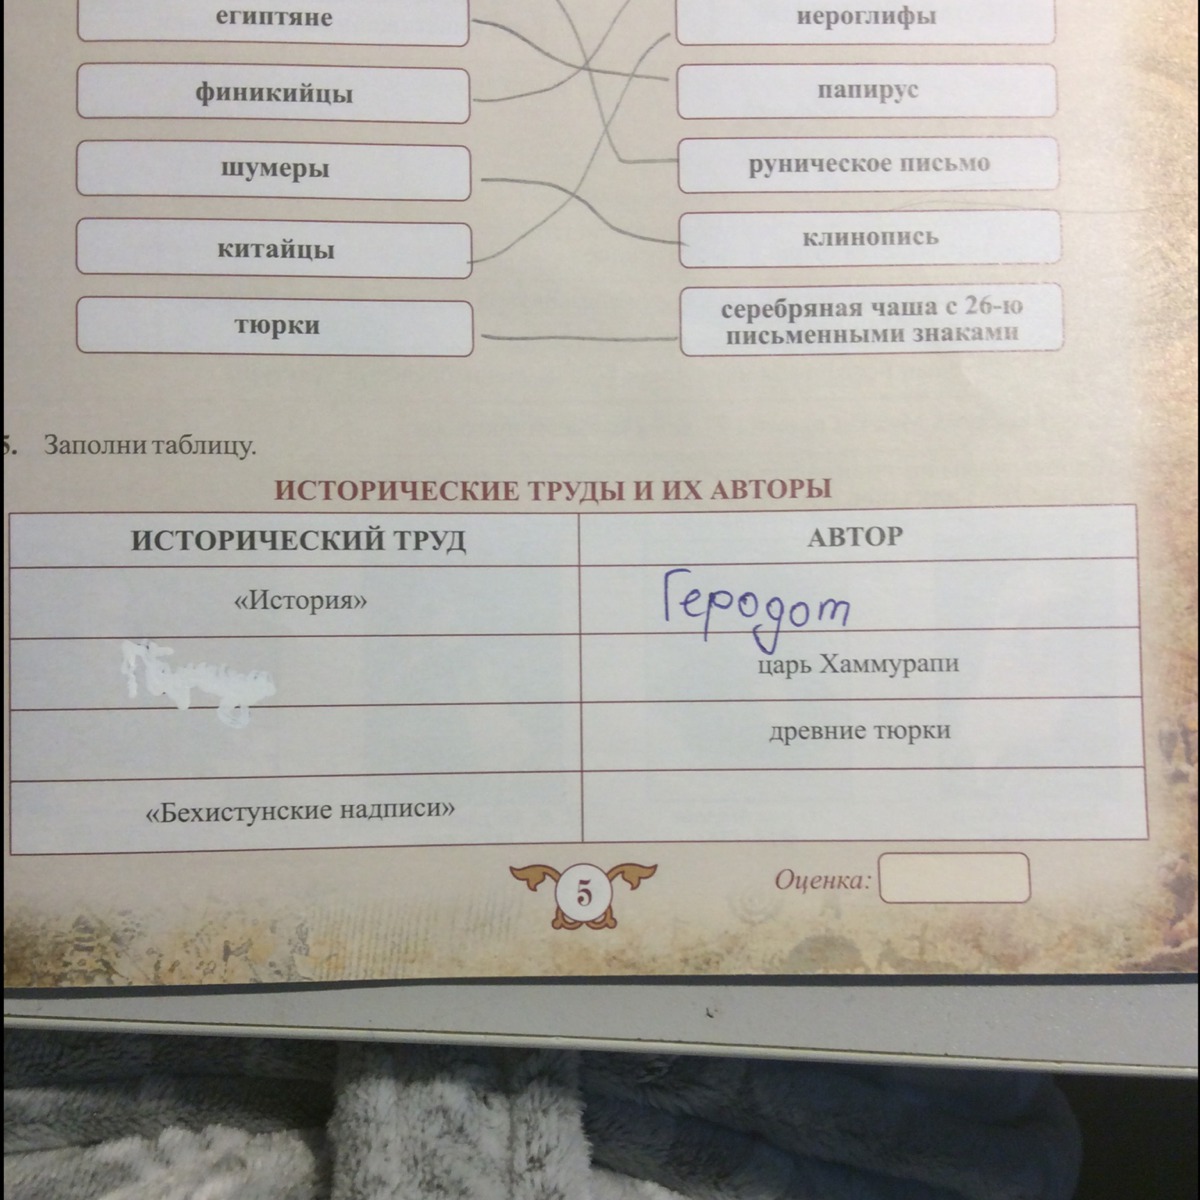 египтяне
иероглифы
финикийцы
папирус
шумеры
руническое письмо
китайцы
клинопись
тюрки
серебряная чаша с 26-ю
письменными знаками
5. Заполни таблицу.
ИСТОРИЧЕСКИЕ ТРУДЫ И ИХ АВТОРЫ
ИСТОРИЧЕСКИЙ ТРУД
АВТОР
«История»
Геродот
царь Хаммурапи
древние тюрки
«Бехистунские надписи»
5
Оценка: